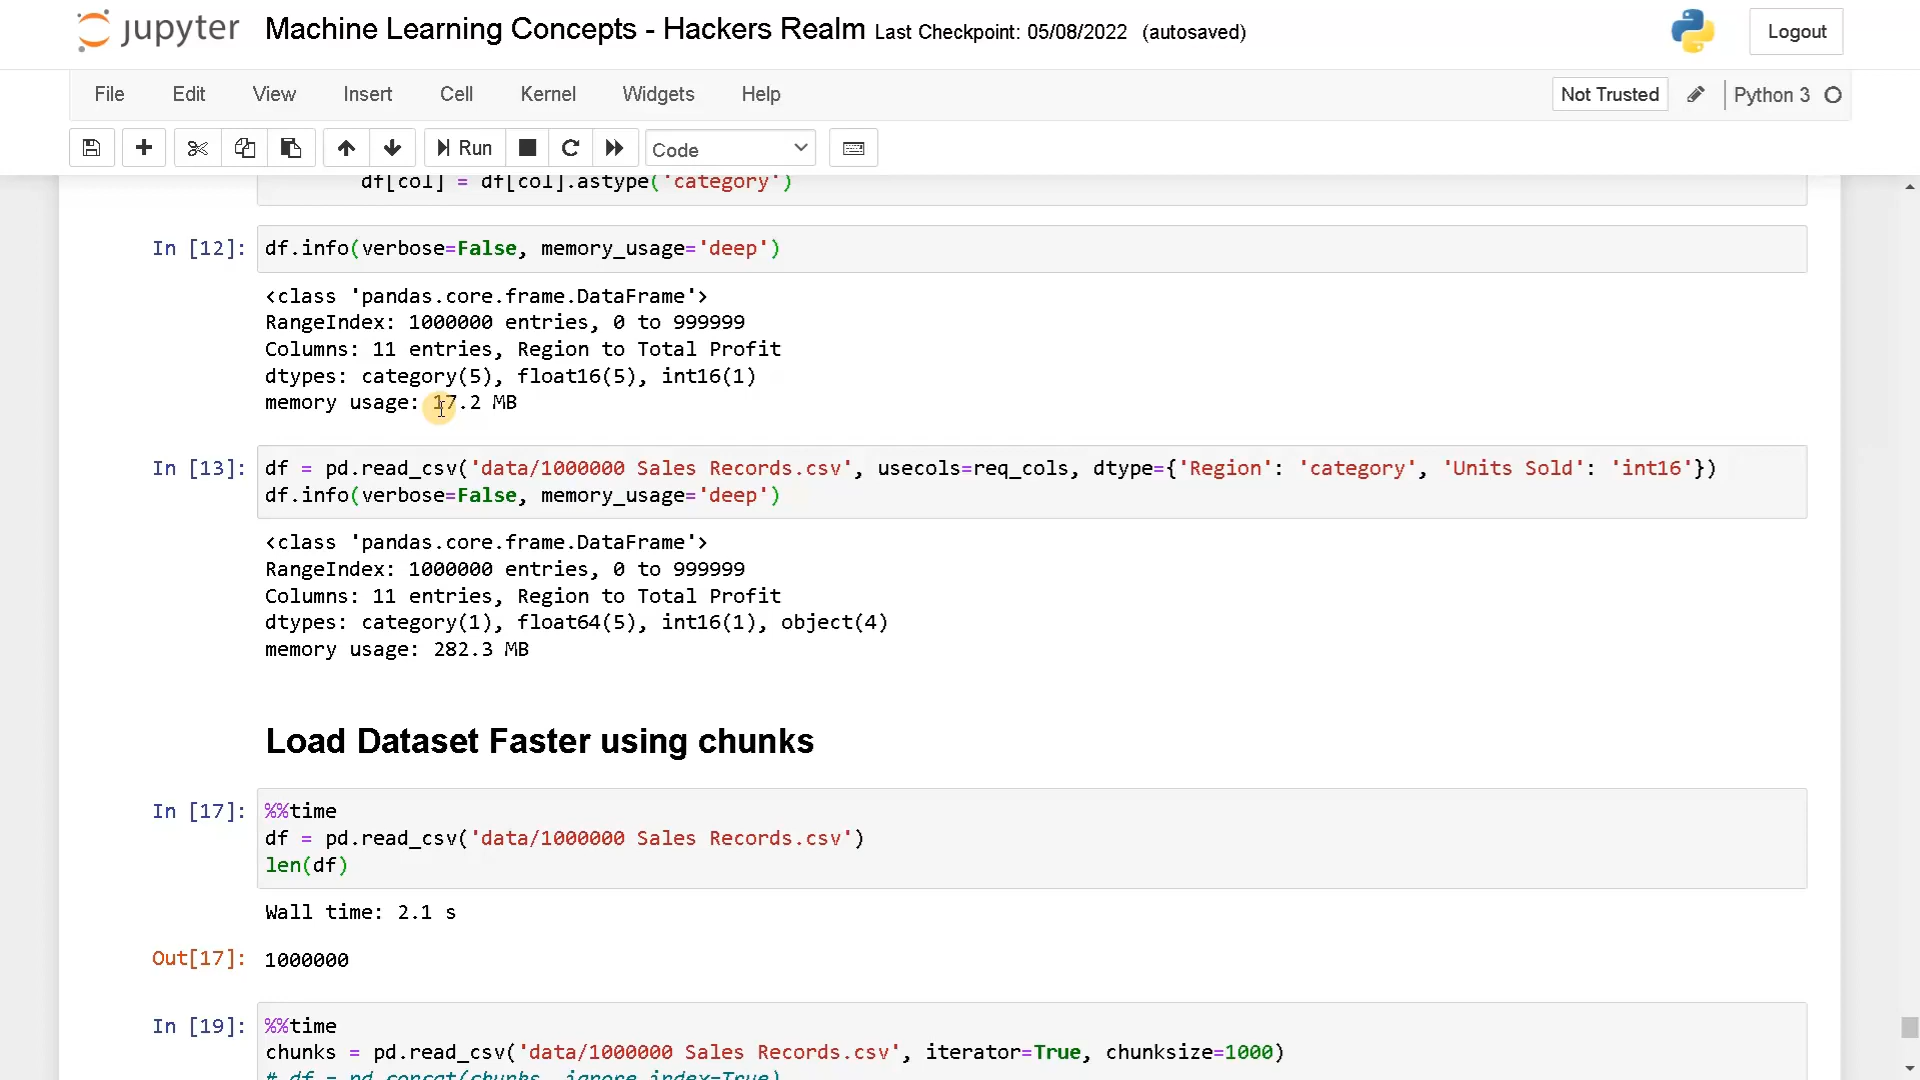 jupyter Machine Learning Concepts - Hackers Realm Last Checkpoint: 05/08/2022 (autosaved) Logout
File Edit View Insert Cell Kernel Widgets Help Not Trusted Python 3
Run Code
df[col] = df[col].astype('category')
In [12]: df.info(verbose=False, memory_usage='deep')
<class 'pandas.core.frame.DataFrame'>
RangeIndex: 1000000 entries, 0 to 999999
Columns: 11 entries, Region to Total Profit
dtypes: category(5), float16(5), int16(1)
memory usage: 17.2 MB
In [13]: df = pd.read_csv('data/1000000 Sales Records.csv', usecols=req_cols, dtype={'Region': 'category', 'Units Sold': 'int16'})
df.info(verbose=False, memory_usage='deep')
<class 'pandas.core.frame.DataFrame'>
RangeIndex: 1000000 entries, 0 to 999999
Columns: 11 entries, Region to Total Profit
dtypes: category(1), float64(5), int16(1), object(4)
memory usage: 282.3 MB
Load Dataset Faster using chunks
In [17]: %%time
df = pd.read_csv('data/1000000 Sales Records.csv')
len(df)
Wall time: 2.1 s
Out[17]: 1000000
In [19]: %%time
chunks = pd.read_csv('data/1000000 Sales Records.csv', iterator=True, chunksize=1000)
# df = pd.concat(chunks, ignore_index=True)